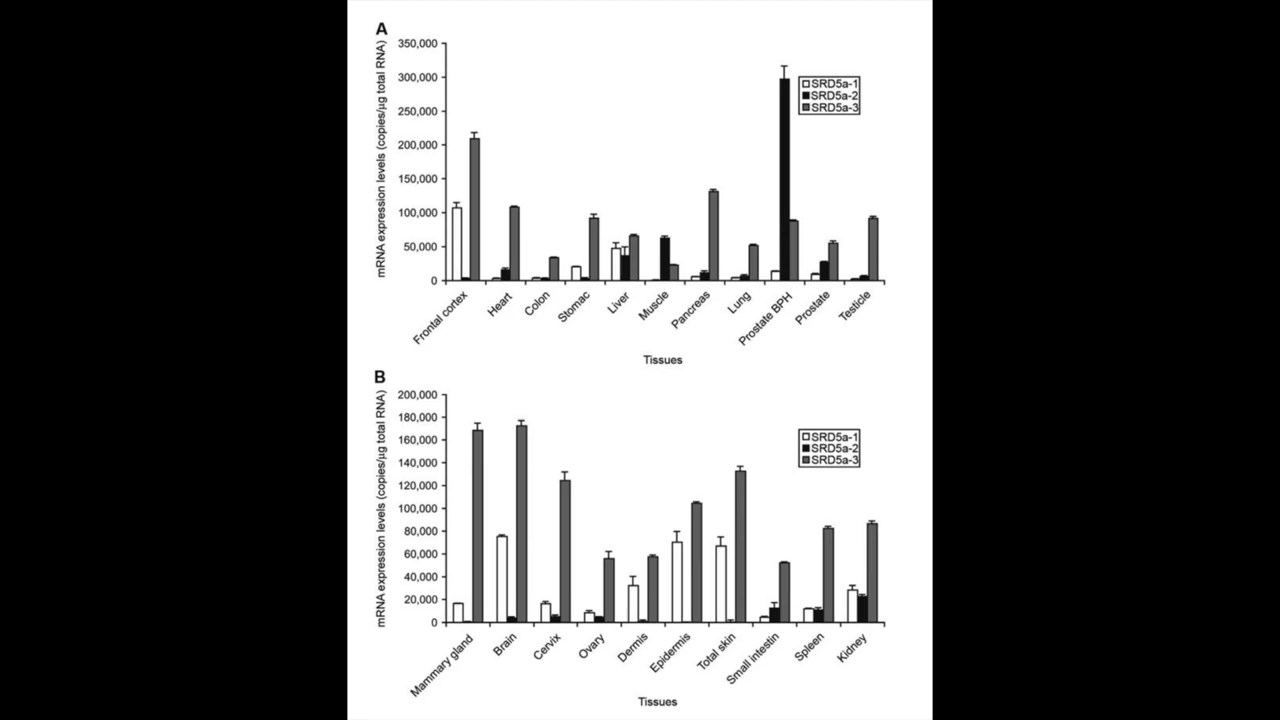 A
mRNA expression levels (copies/µg total RNA)
350,000
300,000
250,000
200,000
150,000
100,000
50,000
0
SRD5a-1
SRD5a-2
SRD5a-3
Frontal cortex
Heart
Colon
Stomac
Liver
Muscle
Pancreas
Lung
Prostate BPH
Prostate
Testicle
Tissues
B
mRNA expression levels (copies/µg total RNA)
200,000
180,000
160,000
140,000
120,000
100,000
80,000
60,000
40,000
20,000
0
SRD5a-1
SRD5a-2
SRD5a-3
Mammary gland
Brain
Cervix
Ovary
Dermis
Epidermis
Total skin
Small intestin
Spleen
Kidney
Tissues